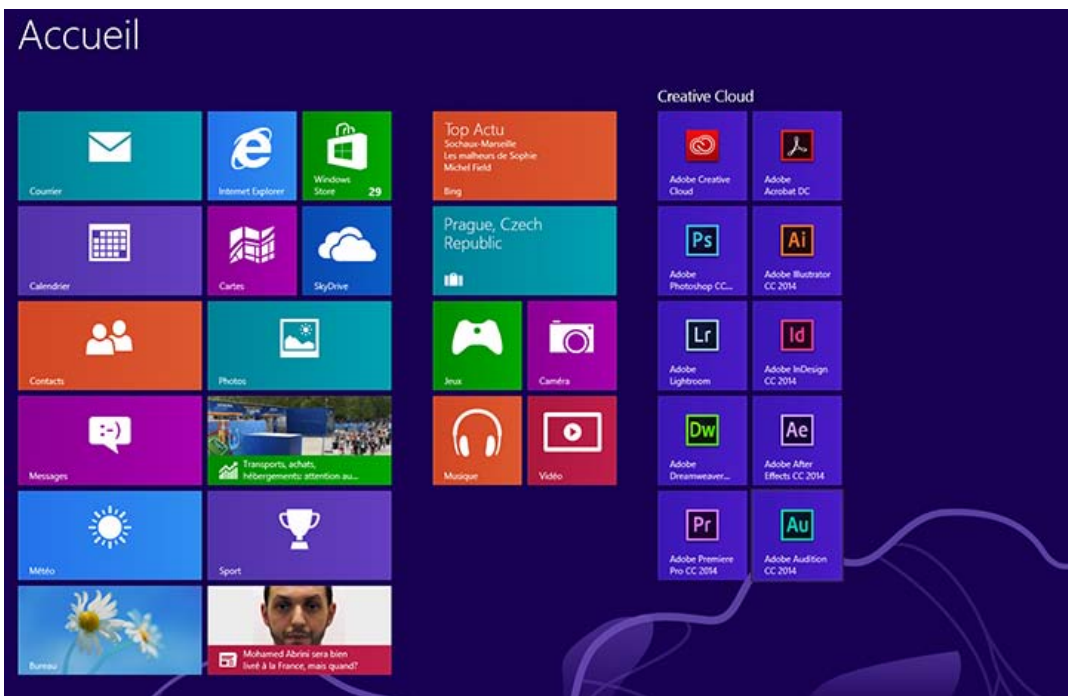 Accueil
Courrier
Internet Explorer
Windows
Store
29
Calendrier
Cartes
SkyDrive
Contacts
Photos
Messages
:-)
Transports, achats,
hébergements: attention au...
Météo
Sport
Bureau
Mohamed Abrini sera bien
livré à la France, mais quand?
Top Actu
Sochaux-Marseille
Les malheurs de Sophie
Michel Field
Bing
Prague, Czech
Republic
Jeux
Caméra
Musique
Vidéo
Creative Cloud
Adobe Creative
Cloud
Adobe
Acrobat DC
Ps
Adobe
Photoshop CC...
Ai
Adobe Illustrator
CC 2014
Lr
Adobe
Lightroom
Id
Adobe InDesign
CC 2014
Dw
Adobe
Dreamweaver...
Ae
Adobe After
Effects CC 2014
Pr
Adobe Premiere
Pro CC 2014
Au
Adobe Audition
CC 2014